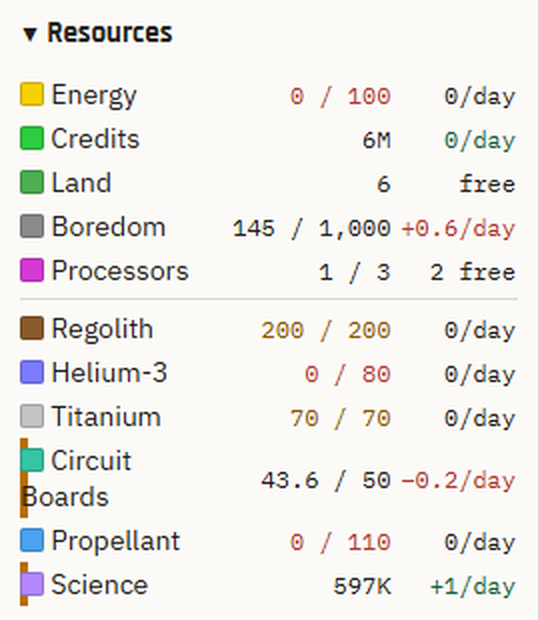 ▼ Resources
Energy 0 / 100 0/day
Credits 6M 0/day
Land 6 free
Boredom 145 / 1,000 +0.6/day
Processors 1 / 3 2 free
Regolith 200 / 200 0/day
Helium-3 0 / 80 0/day
Titanium 70 / 70 0/day
Circuit
Boards 43.6 / 50 −0.2/day
Propellant 0 / 110 0/day
Science 597K +1/day